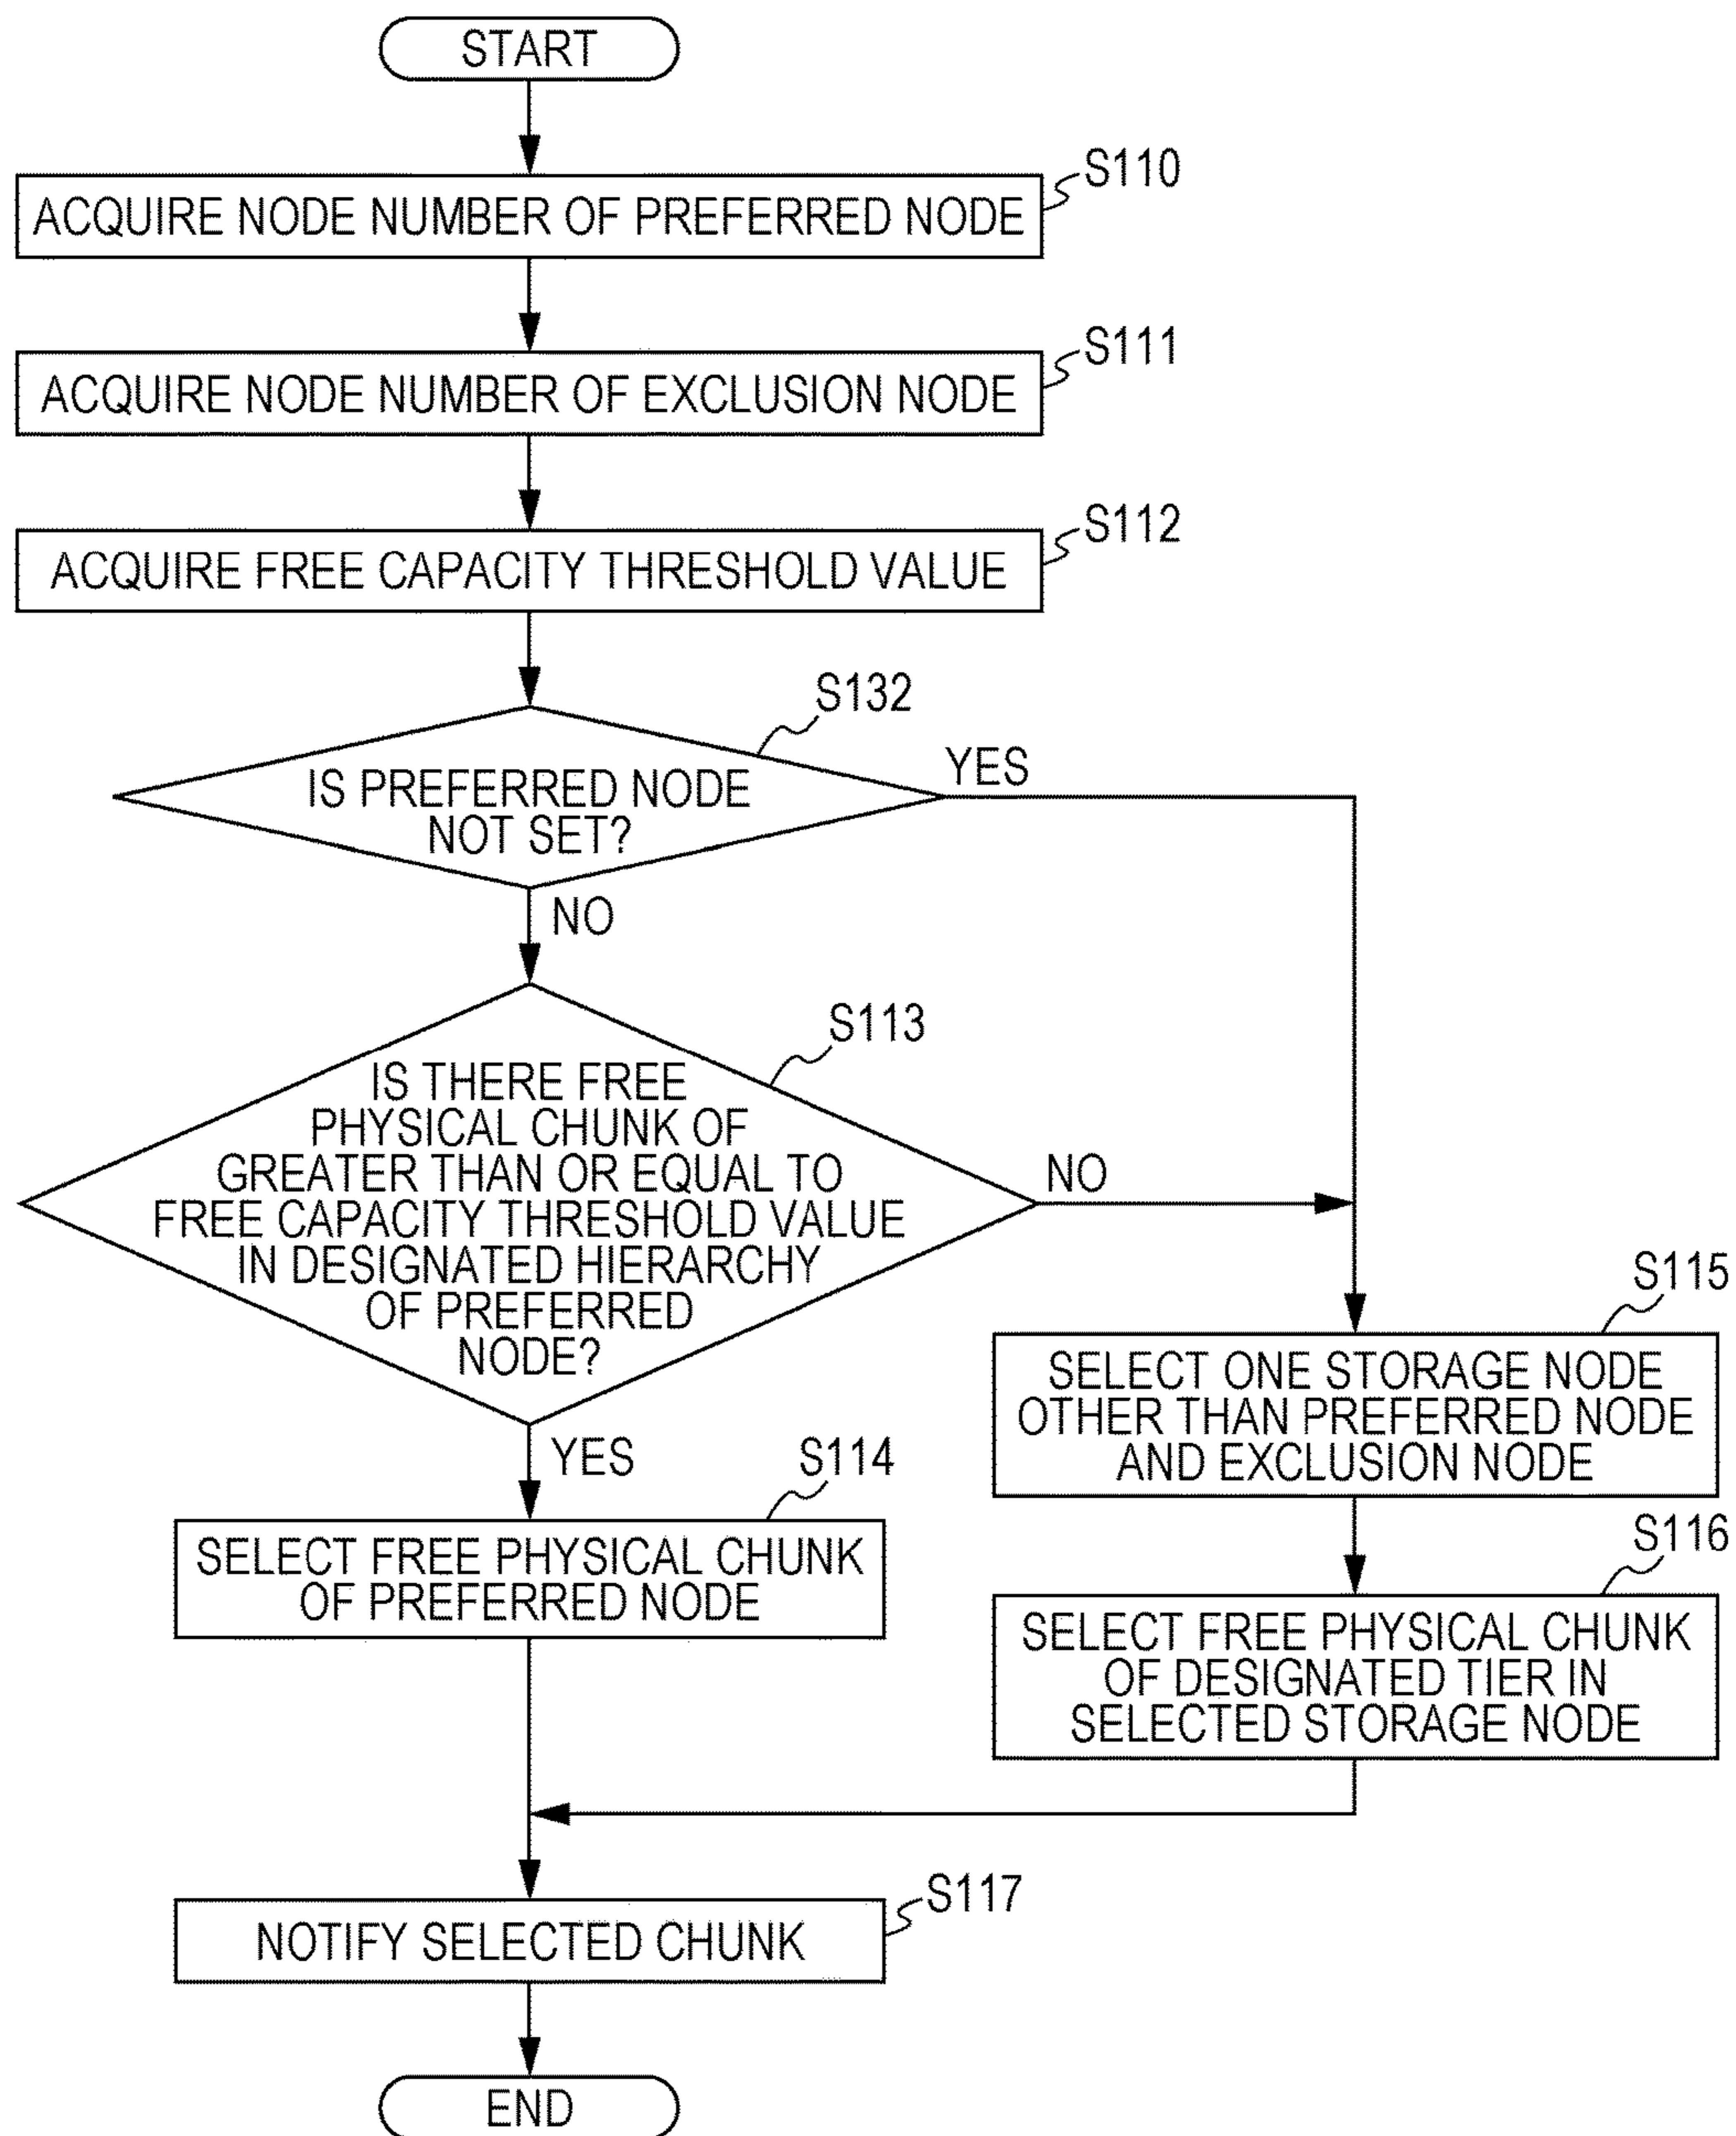 START
S110
ACQUIRE NODE NUMBER OF PREFERRED NODE
S111
ACQUIRE NODE NUMBER OF EXCLUSION NODE
S112
ACQUIRE FREE CAPACITY THRESHOLD VALUE
S132
IS PREFERRED NODE
NOT SET?
YES
NO
S113
IS THERE FREE
PHYSICAL CHUNK OF
GREATER THAN OR EQUAL TO
FREE CAPACITY THRESHOLD VALUE
IN DESIGNATED HIERARCHY
OF PREFERRED
NODE?
NO
YES
S114
SELECT FREE PHYSICAL CHUNK
OF PREFERRED NODE
S115
SELECT ONE STORAGE NODE
OTHER THAN PREFERRED NODE
AND EXCLUSION NODE
S116
SELECT FREE PHYSICAL CHUNK
OF DESIGNATED TIER IN
SELECTED STORAGE NODE
S117
NOTIFY SELECTED CHUNK
END